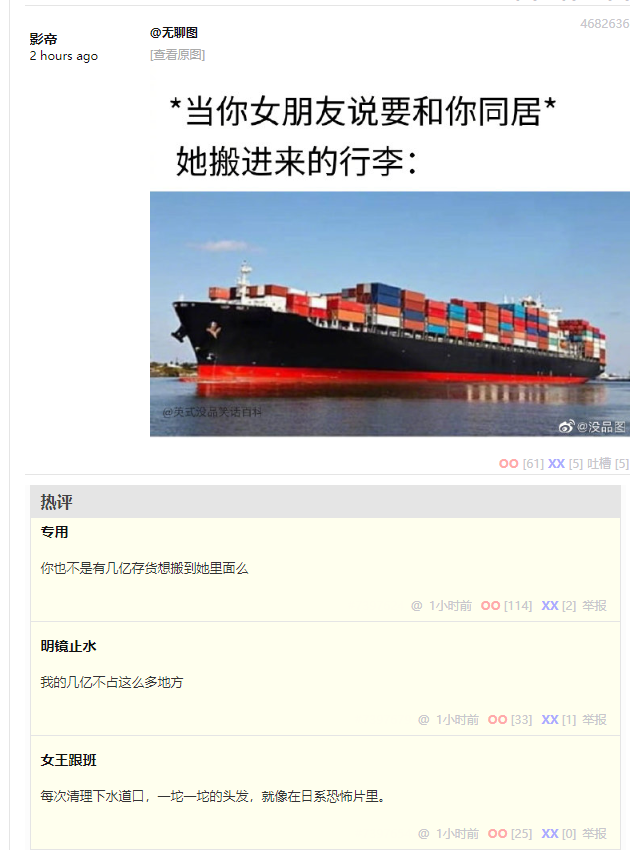 4682636
影帝
2 hours ago
@无聊图
[查看原图]
*当你女朋友说要和你同居*
她搬进来的行李：
@英式没品笑话百科
@没品图
OO [61] XX [5] 吐槽 [5]
热评
专用
你也不是有几亿存货想搬到她里面么
@ 1小时前 OO [114] XX [2] 举报
明镜止水
我的几亿不占这么多地方
@ 1小时前 OO [33] XX [1] 举报
女王跟班
每次清理下水道口，一坨一坨的头发，就像在日系恐怖片里。
@ 1小时前 OO [25] XX [0] 举报